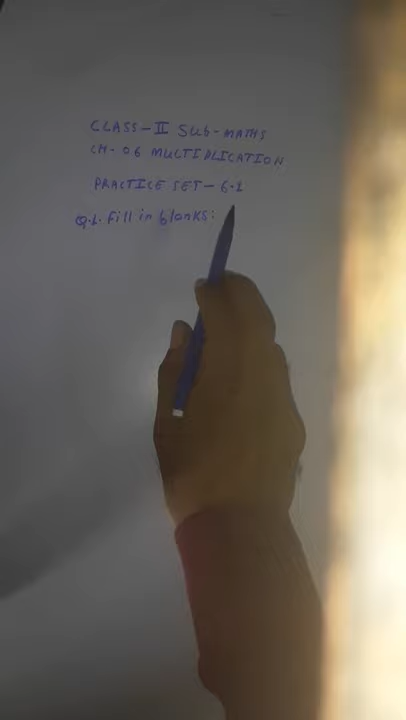 CLASS-II SUB-MATHS
CH-06 MULTIPLICATION
PRACTICE SET-6.1
Q.1. Fill in blanks: